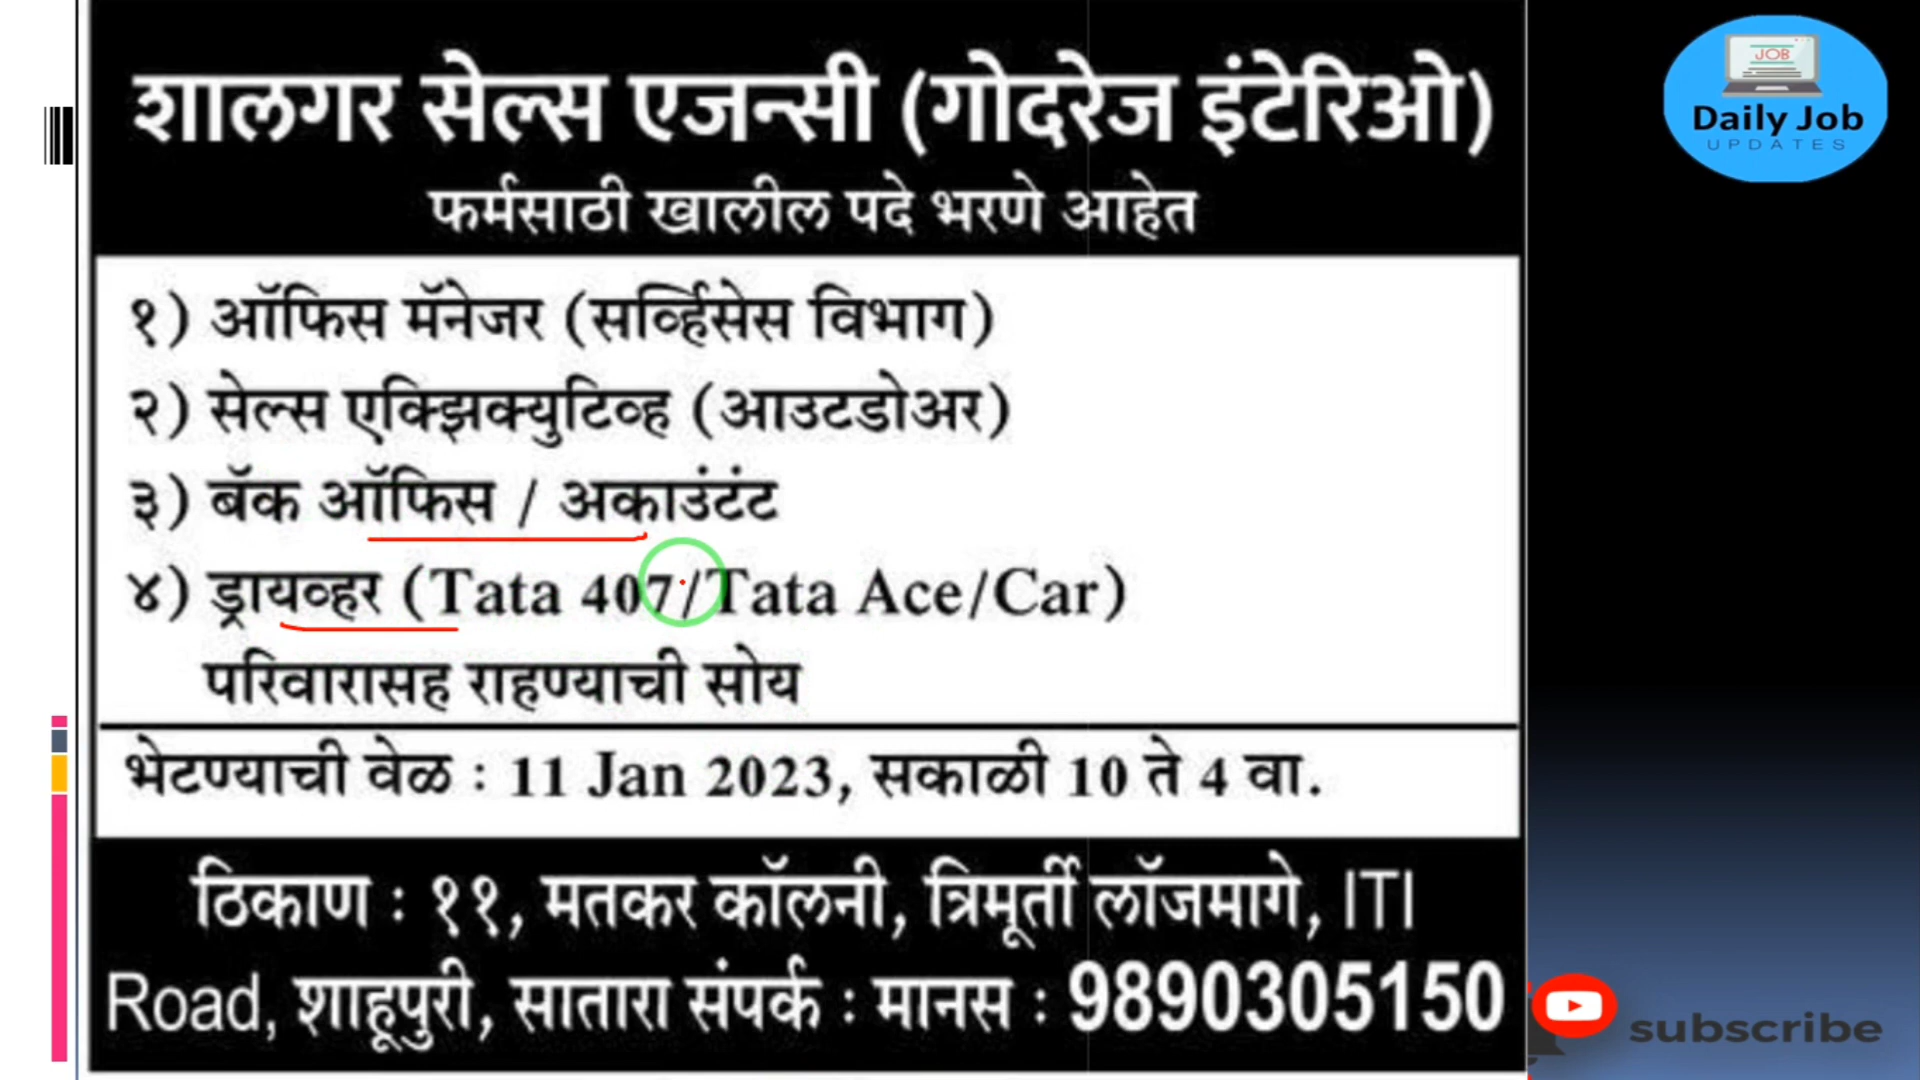 शालगर सेल्स एजन्सी (गोदरेज इंटेरिओ)
फर्मसाठी खालील पदे भरणे आहेत
१) ऑफिस मॅनेजर (सर्व्हिसेस विभाग)
२) सेल्स एक्झिक्युटिव्ह (आउटडोअर)
३) बॅक ऑफिस / अकाउंटंट
४) ड्रायव्हर (Tata 407/Tata Ace/Car)
परिवारासह राहण्याची सोय
भेटण्याची वेळ : 11 Jan 2023, सकाळी 10 ते 4 वा.
ठिकाण : ११, मतकर कॉलनी, त्रिमूर्ती लॉजमागे, ITI
Road, शाहूपुरी, सातारा संपर्क : मानस : 9890305150
JOB
Daily Job
UPDATES
subscribe